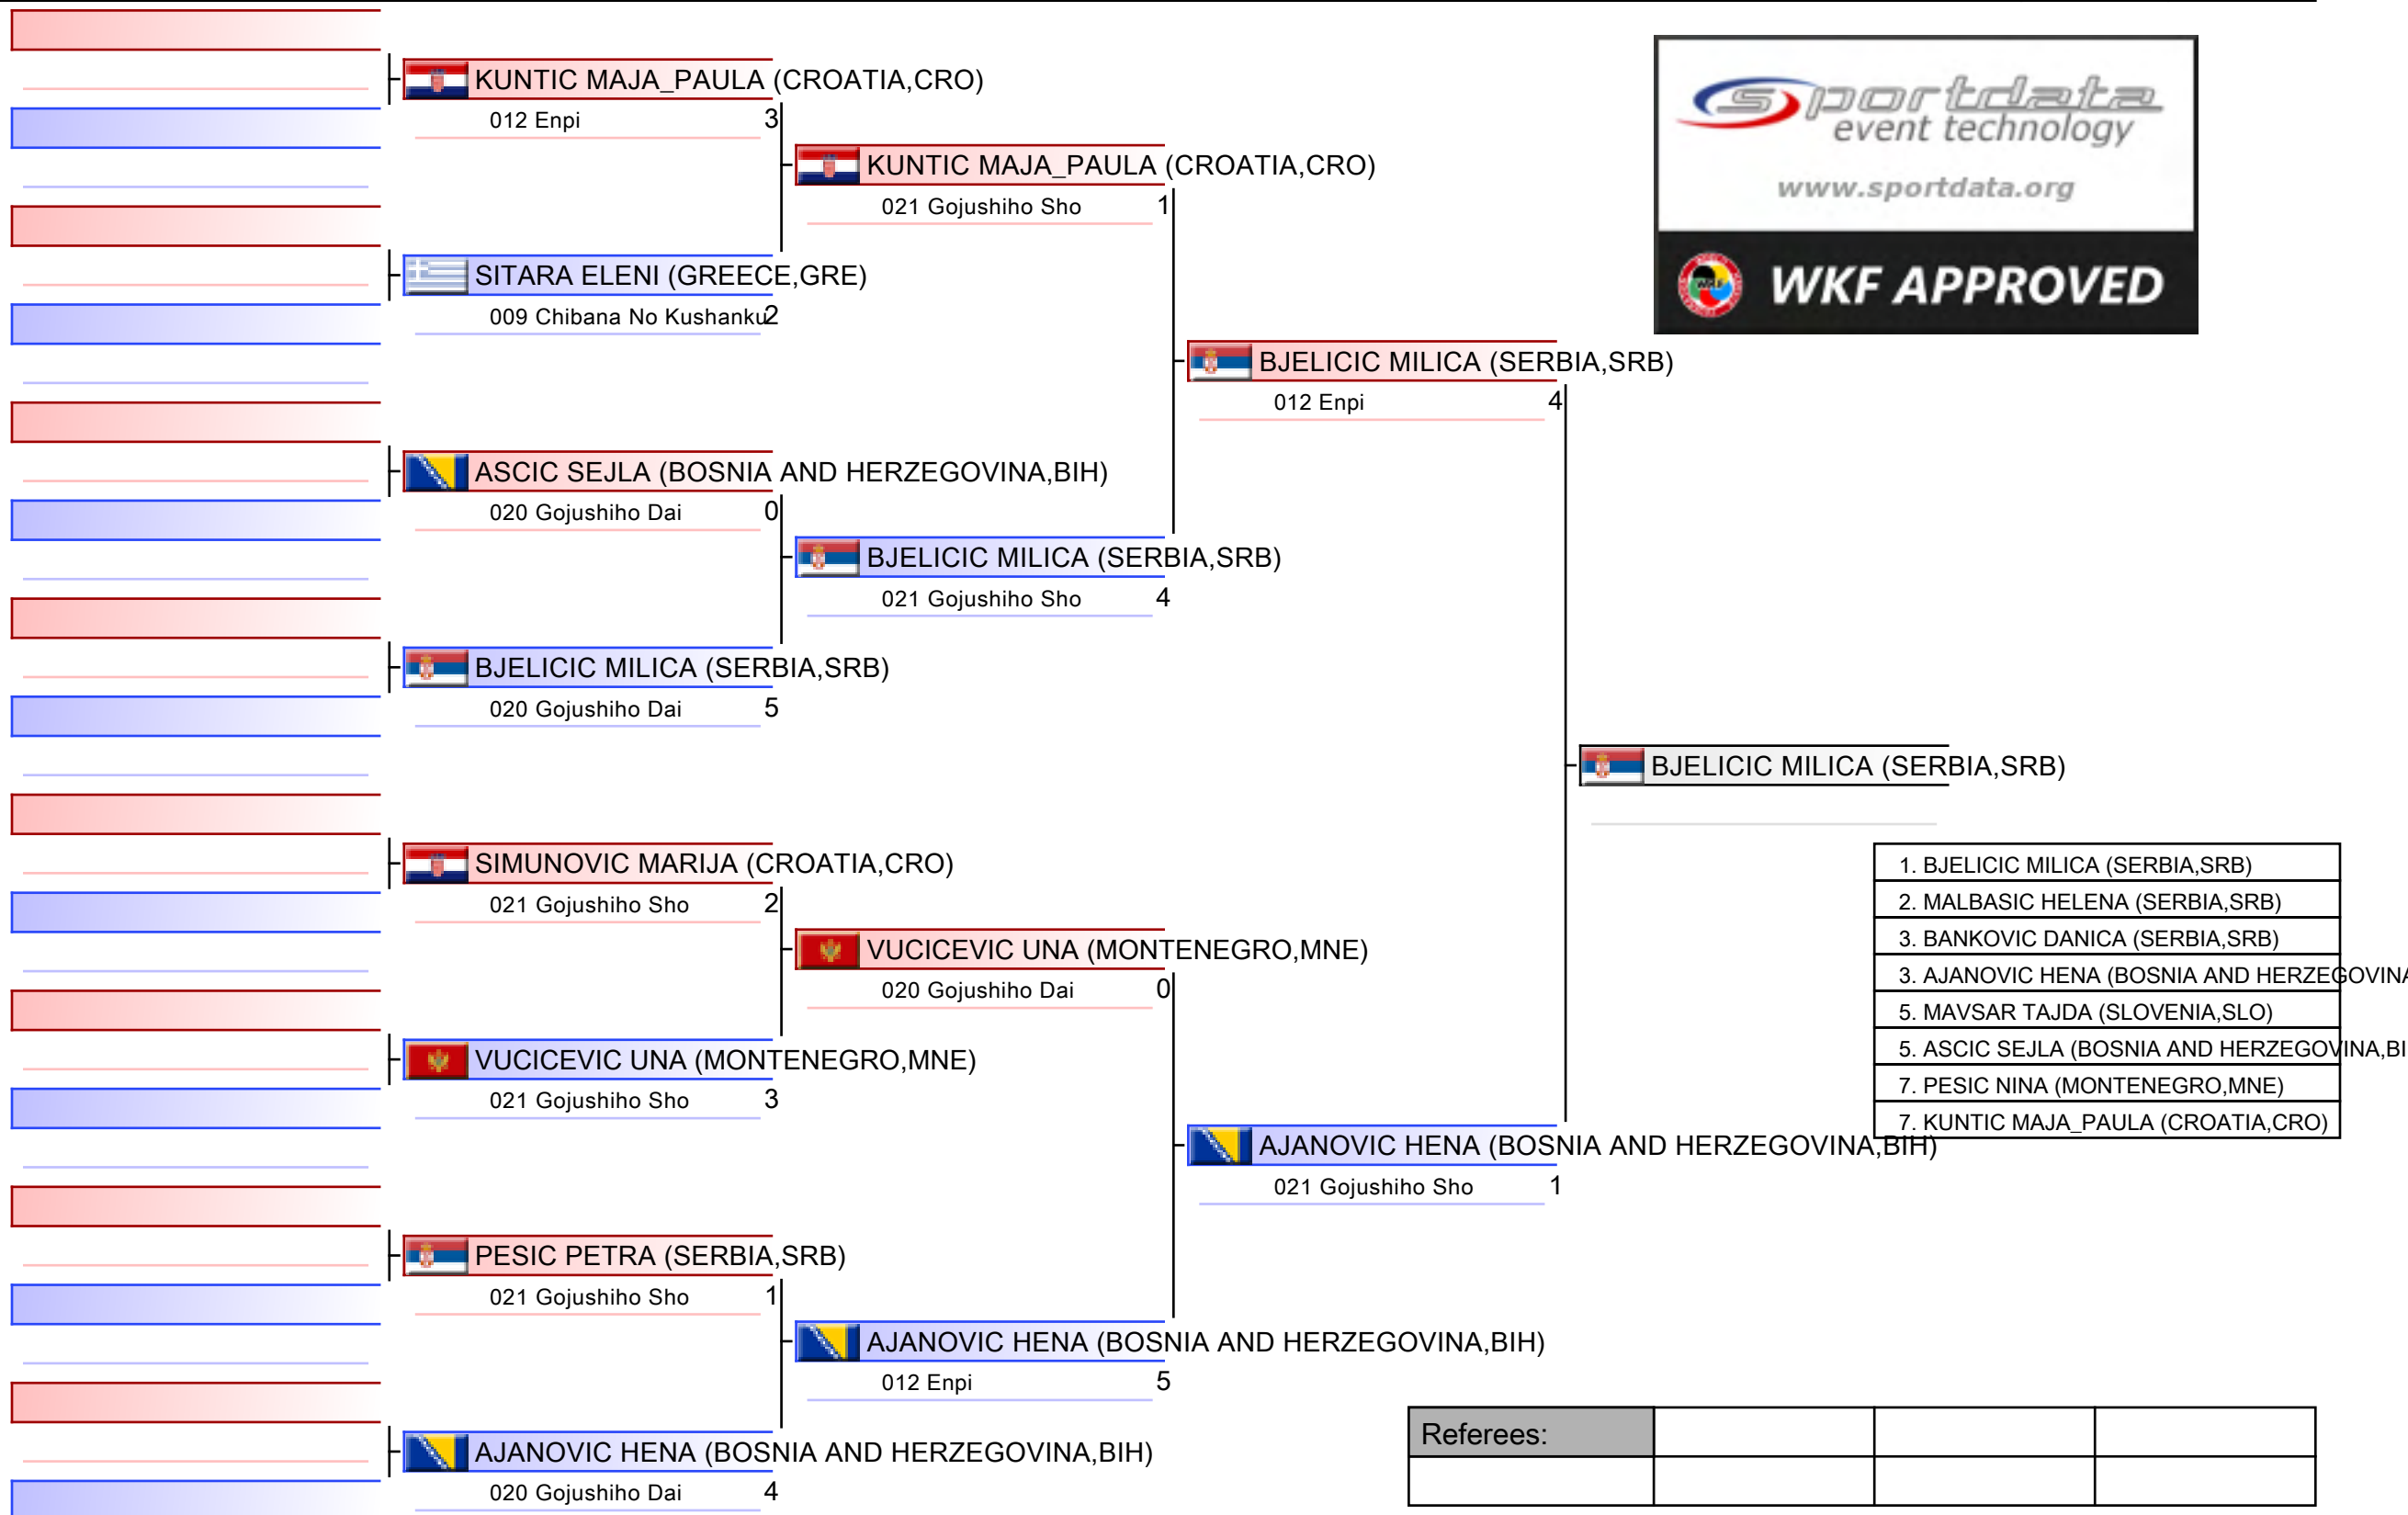 KUNTIC MAJA_PAULA (CROATIA,CRO)
012 Enpi 3
SITARA ELENI (GREECE,GRE)
009 Chibana No Kushanku 2
ASCIC SEJLA (BOSNIA AND HERZEGOVINA,BIH)
020 Gojushiho Dai 0
BJELICIC MILICA (SERBIA,SRB)
020 Gojushiho Dai 5
SIMUNOVIC MARIJA (CROATIA,CRO)
021 Gojushiho Sho 2
VUCICEVIC UNA (MONTENEGRO,MNE)
021 Gojushiho Sho 3
PESIC PETRA (SERBIA,SRB)
021 Gojushiho Sho 1
AJANOVIC HENA (BOSNIA AND HERZEGOVINA,BIH)
020 Gojushiho Dai 4
KUNTIC MAJA_PAULA (CROATIA,CRO)
021 Gojushiho Sho 1
BJELICIC MILICA (SERBIA,SRB)
021 Gojushiho Sho 4
VUCICEVIC UNA (MONTENEGRO,MNE)
020 Gojushiho Dai 0
AJANOVIC HENA (BOSNIA AND HERZEGOVINA,BIH)
012 Enpi 5
BJELICIC MILICA (SERBIA,SRB)
012 Enpi 4
AJANOVIC HENA (BOSNIA AND HERZEGOVINA,BIH)
021 Gojushiho Sho 1
BJELICIC MILICA (SERBIA,SRB)
sportdata
event technology
www.sportdata.org
WKF
WKF APPROVED
1. BJELICIC MILICA (SERBIA,SRB)
2. MALBASIC HELENA (SERBIA,SRB)
3. BANKOVIC DANICA (SERBIA,SRB)
3. AJANOVIC HENA (BOSNIA AND HERZEGOVINA
5. MAVSAR TAJDA (SLOVENIA,SLO)
5. ASCIC SEJLA (BOSNIA AND HERZEGOVINA,BI
7. PESIC NINA (MONTENEGRO,MNE)
7. KUNTIC MAJA_PAULA (CROATIA,CRO)
Referees: